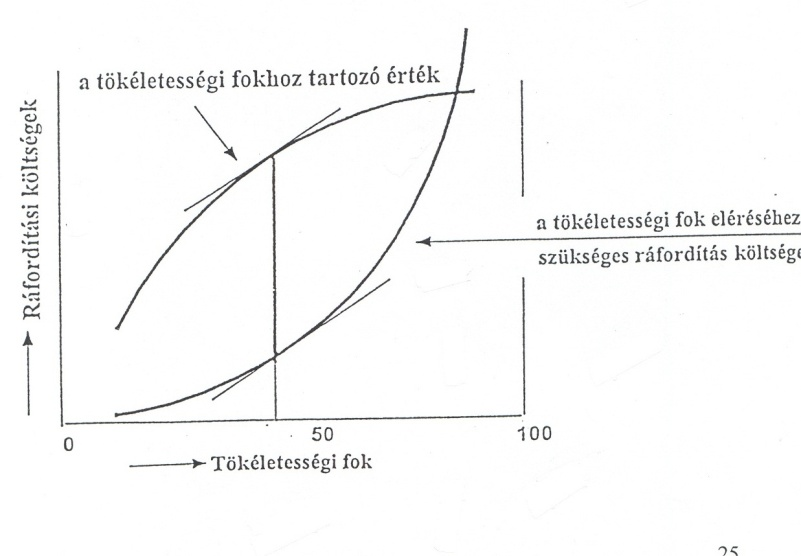 a tökéletességi fokhoz tartozó érték
Ráfordítási költségek
a tökéletességi fok eléréséhez
szükséges ráfordítás költsége
0
50
100
Tökéletességi fok
25